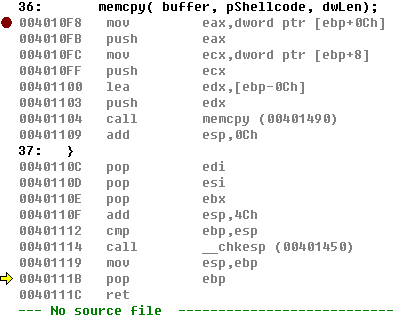 36:       memcpy( buffer, pShellcode, dwLen);
004010F8   mov         eax,dword ptr [ebp+0Ch]
004010FB   push        eax
004010FC   mov         ecx,dword ptr [ebp+8]
004010FF   push        ecx
00401100   lea         edx,[ebp-0Ch]
00401103   push        edx
00401104   call        memcpy (00401490)
00401109   add         esp,0Ch
37:   }
0040110C   pop         edi
0040110D   pop         esi
0040110E   pop         ebx
0040110F   add         esp,4Ch
00401112   cmp         ebp,esp
00401114   call        __chkesp (00401450)
00401119   mov         esp,ebp
0040111B   pop         ebp
0040111C   ret
--- No source file  ---------------------------